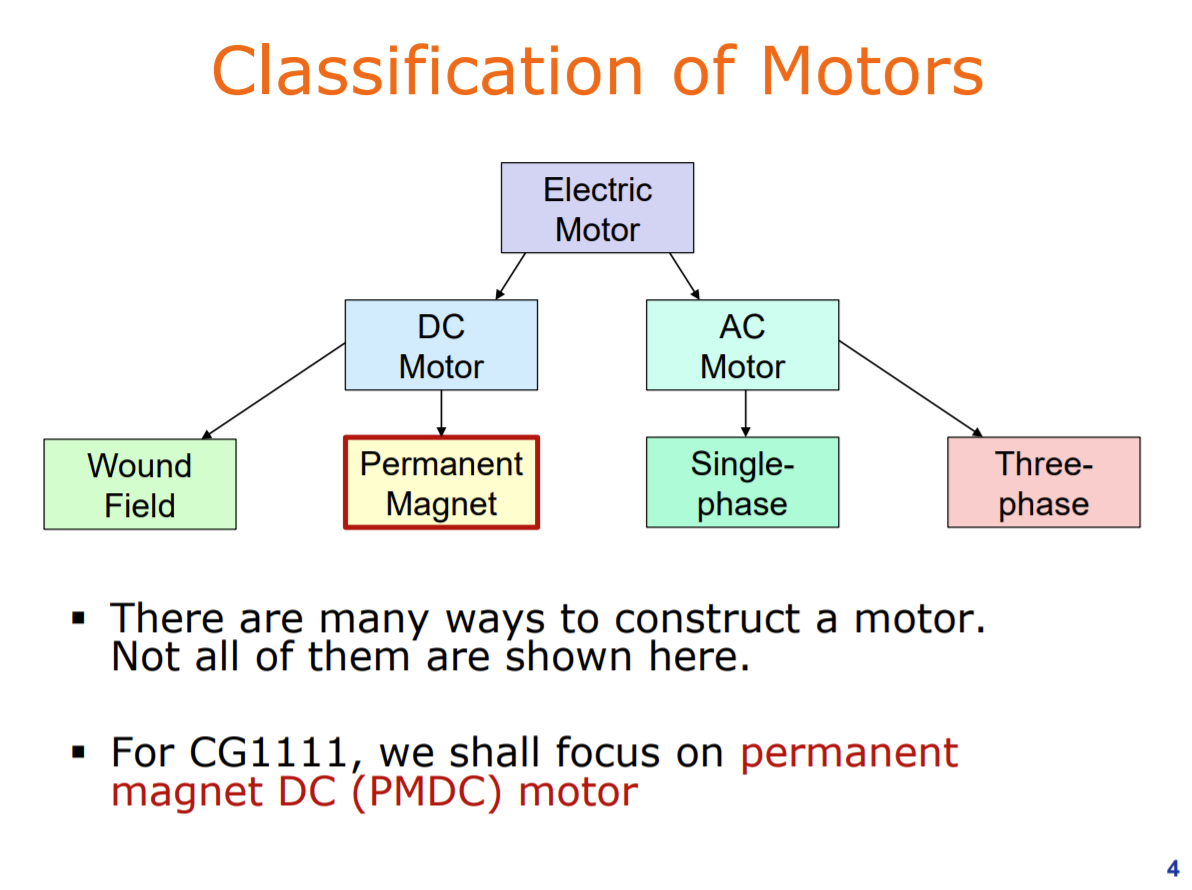 Classification of Motors
Electric
Motor
DC
Motor
AC
Motor
Wound
Field
Permanent
Magnet
Single-
phase
Three-
phase
▪ There are many ways to construct a motor.
Not all of them are shown here.
▪ For CG1111, we shall focus on permanent
magnet DC (PMDC) motor
4